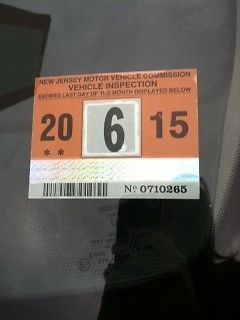 NEW JERSEY MOTOR VEHICLE COMMISSION
VEHICLE INSPECTION
EXPIRES LAST DAY OF THE MONTH DISPLAYED BELOW
20 6 15
**
No 0710265